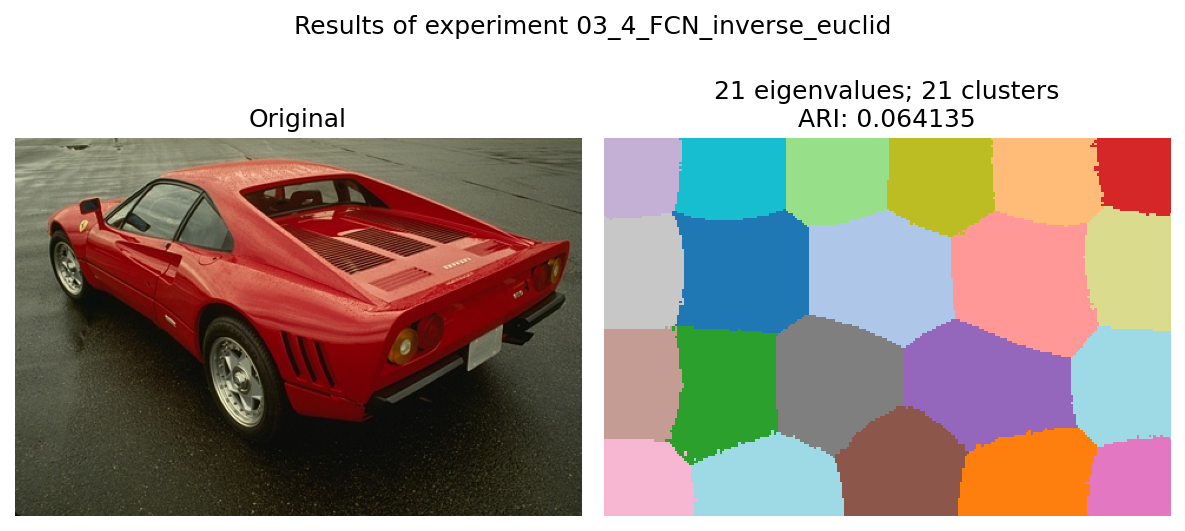 Results of experiment 03_4_FCN_inverse_euclid
Original
21 eigenvalues; 21 clusters
ARI: 0.064135